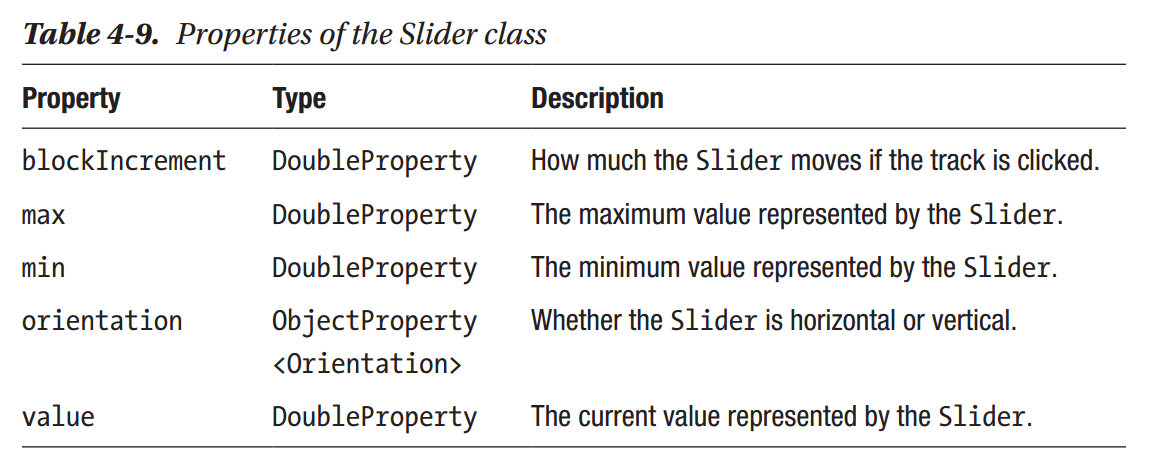 Table 4-9. Properties of the Slider class
Property Type Description
blockIncrement DoubleProperty How much the Slider moves if the track is clicked.
max DoubleProperty The maximum value represented by the Slider.
min DoubleProperty The minimum value represented by the Slider.
orientation ObjectProperty Whether the Slider is horizontal or vertical.
<Orientation>
value DoubleProperty The current value represented by the Slider.